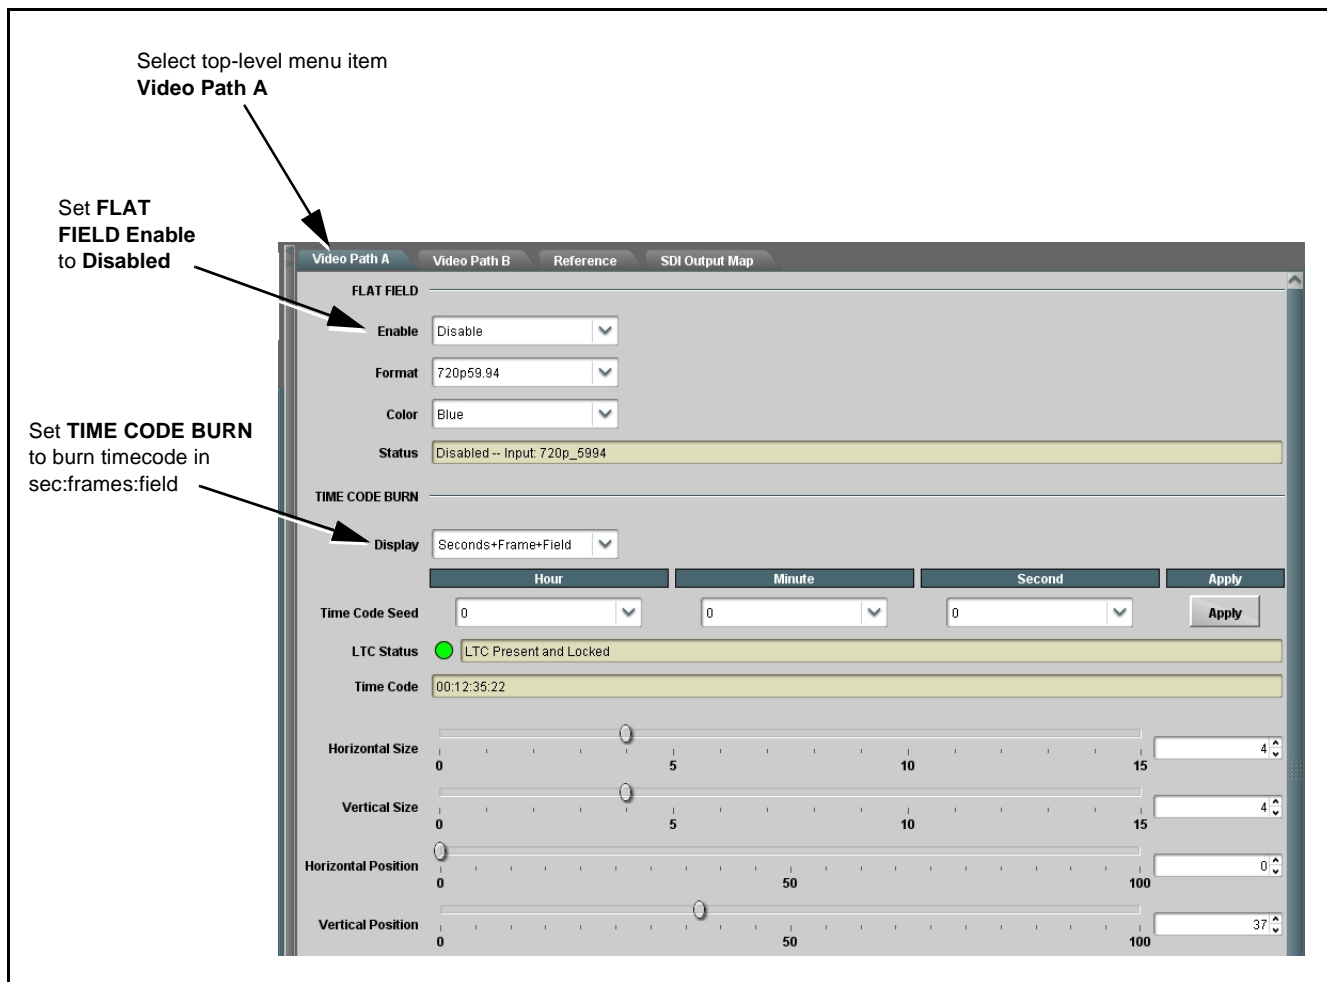 Select top-level menu item
Video Path A
Set FLAT
FIELD Enable
to Disabled
Video Path A Video Path B Reference SDI Output Map
FLAT FIELD
Enable Disable
Format 720p59.94
Color Blue
Status Disabled -- Input: 720p_5994
Set TIME CODE BURN
to burn timecode in
sec:frames:field
TIME CODE BURN
Display Seconds+Frame+Field
Hour Minute Second Apply
Time Code Seed 0 0 0 Apply
LTC Status LTC Present and Locked
Time Code 00:12:35:22
Horizontal Size 4
0 5 10 15
Vertical Size 4
0 5 10 15
Horizontal Position 0
0 50 100
Vertical Position 37
0 50 100